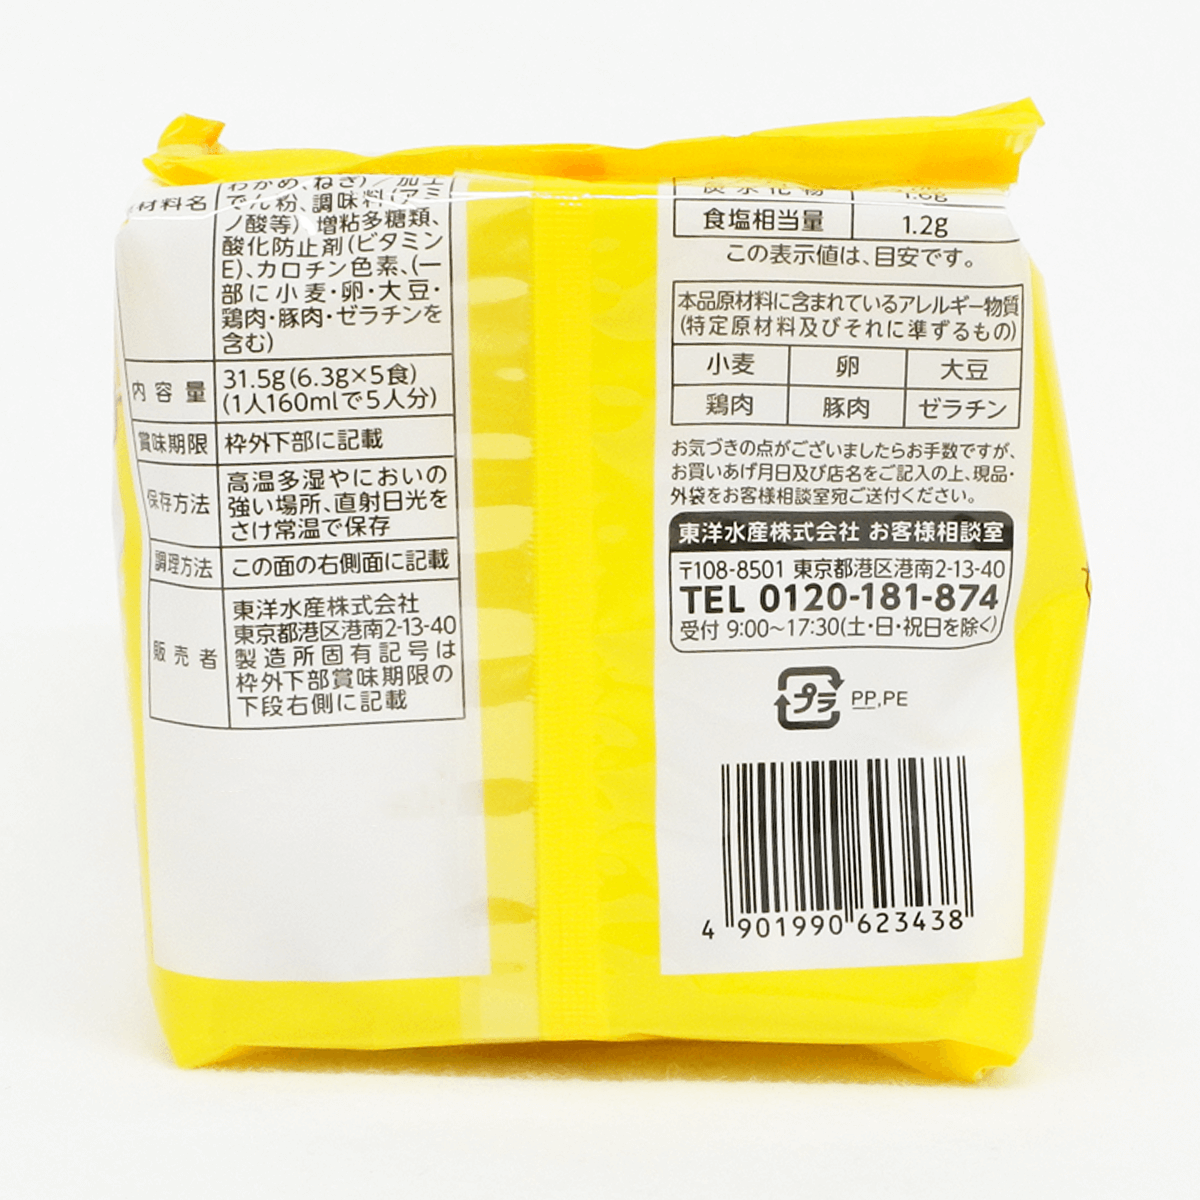 わかめ、ねぎ)／加工
材料名
でん粉、調味料(アミ
ノ酸等)、増粘多糖類、
酸化防止剤(ビタミン
E)、カロチン色素、(一
部に小麦・卵・大豆・
鶏肉・豚肉・ゼラチンを
含む)
内容量
31.5g(6.3g×5食)
(1人160mlで5人分)
賞味期限
枠外下部に記載
保存方法
高温多湿やにおいの
強い場所、直射日光を
さけ常温で保存
調理方法
この面の右側面に記載
販売者
東洋水産株式会社
東京都港区港南2-13-40
製造所固有記号は
枠外下部賞味期限の
下段右側に記載
炭水化物
食塩相当量
1.2g
この表示値は、目安です。
本品原材料に含まれているアレルギー物質
(特定原材料及びそれに準ずるもの)
小麦 卵 大豆
鶏肉 豚肉 ゼラチン
お気づきの点がございましたらお手数ですが、
お買いあげ月日及び店名をご記入の上、現品・
外袋をお客様相談室宛ご送付ください。
東洋水産株式会社 お客様相談室
〒108-8501 東京都港区港南2-13-40
TEL 0120-181-874
受付 9:00〜17:30(土・日・祝日を除く)
プラ PP,PE
4 901990 623438